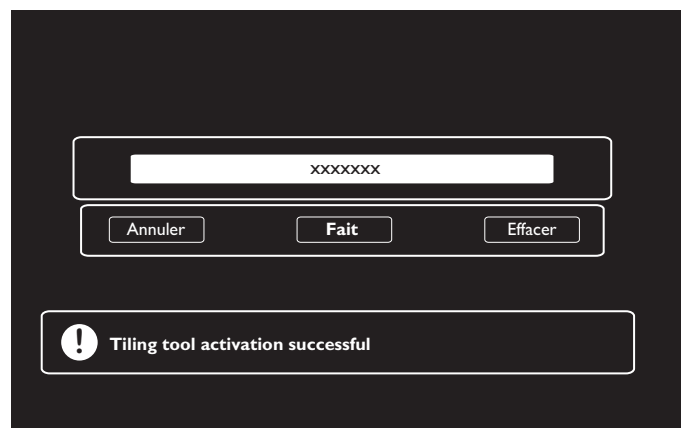 xxxxxxx
Annuler Fait Effacer
! Tiling tool activation successful